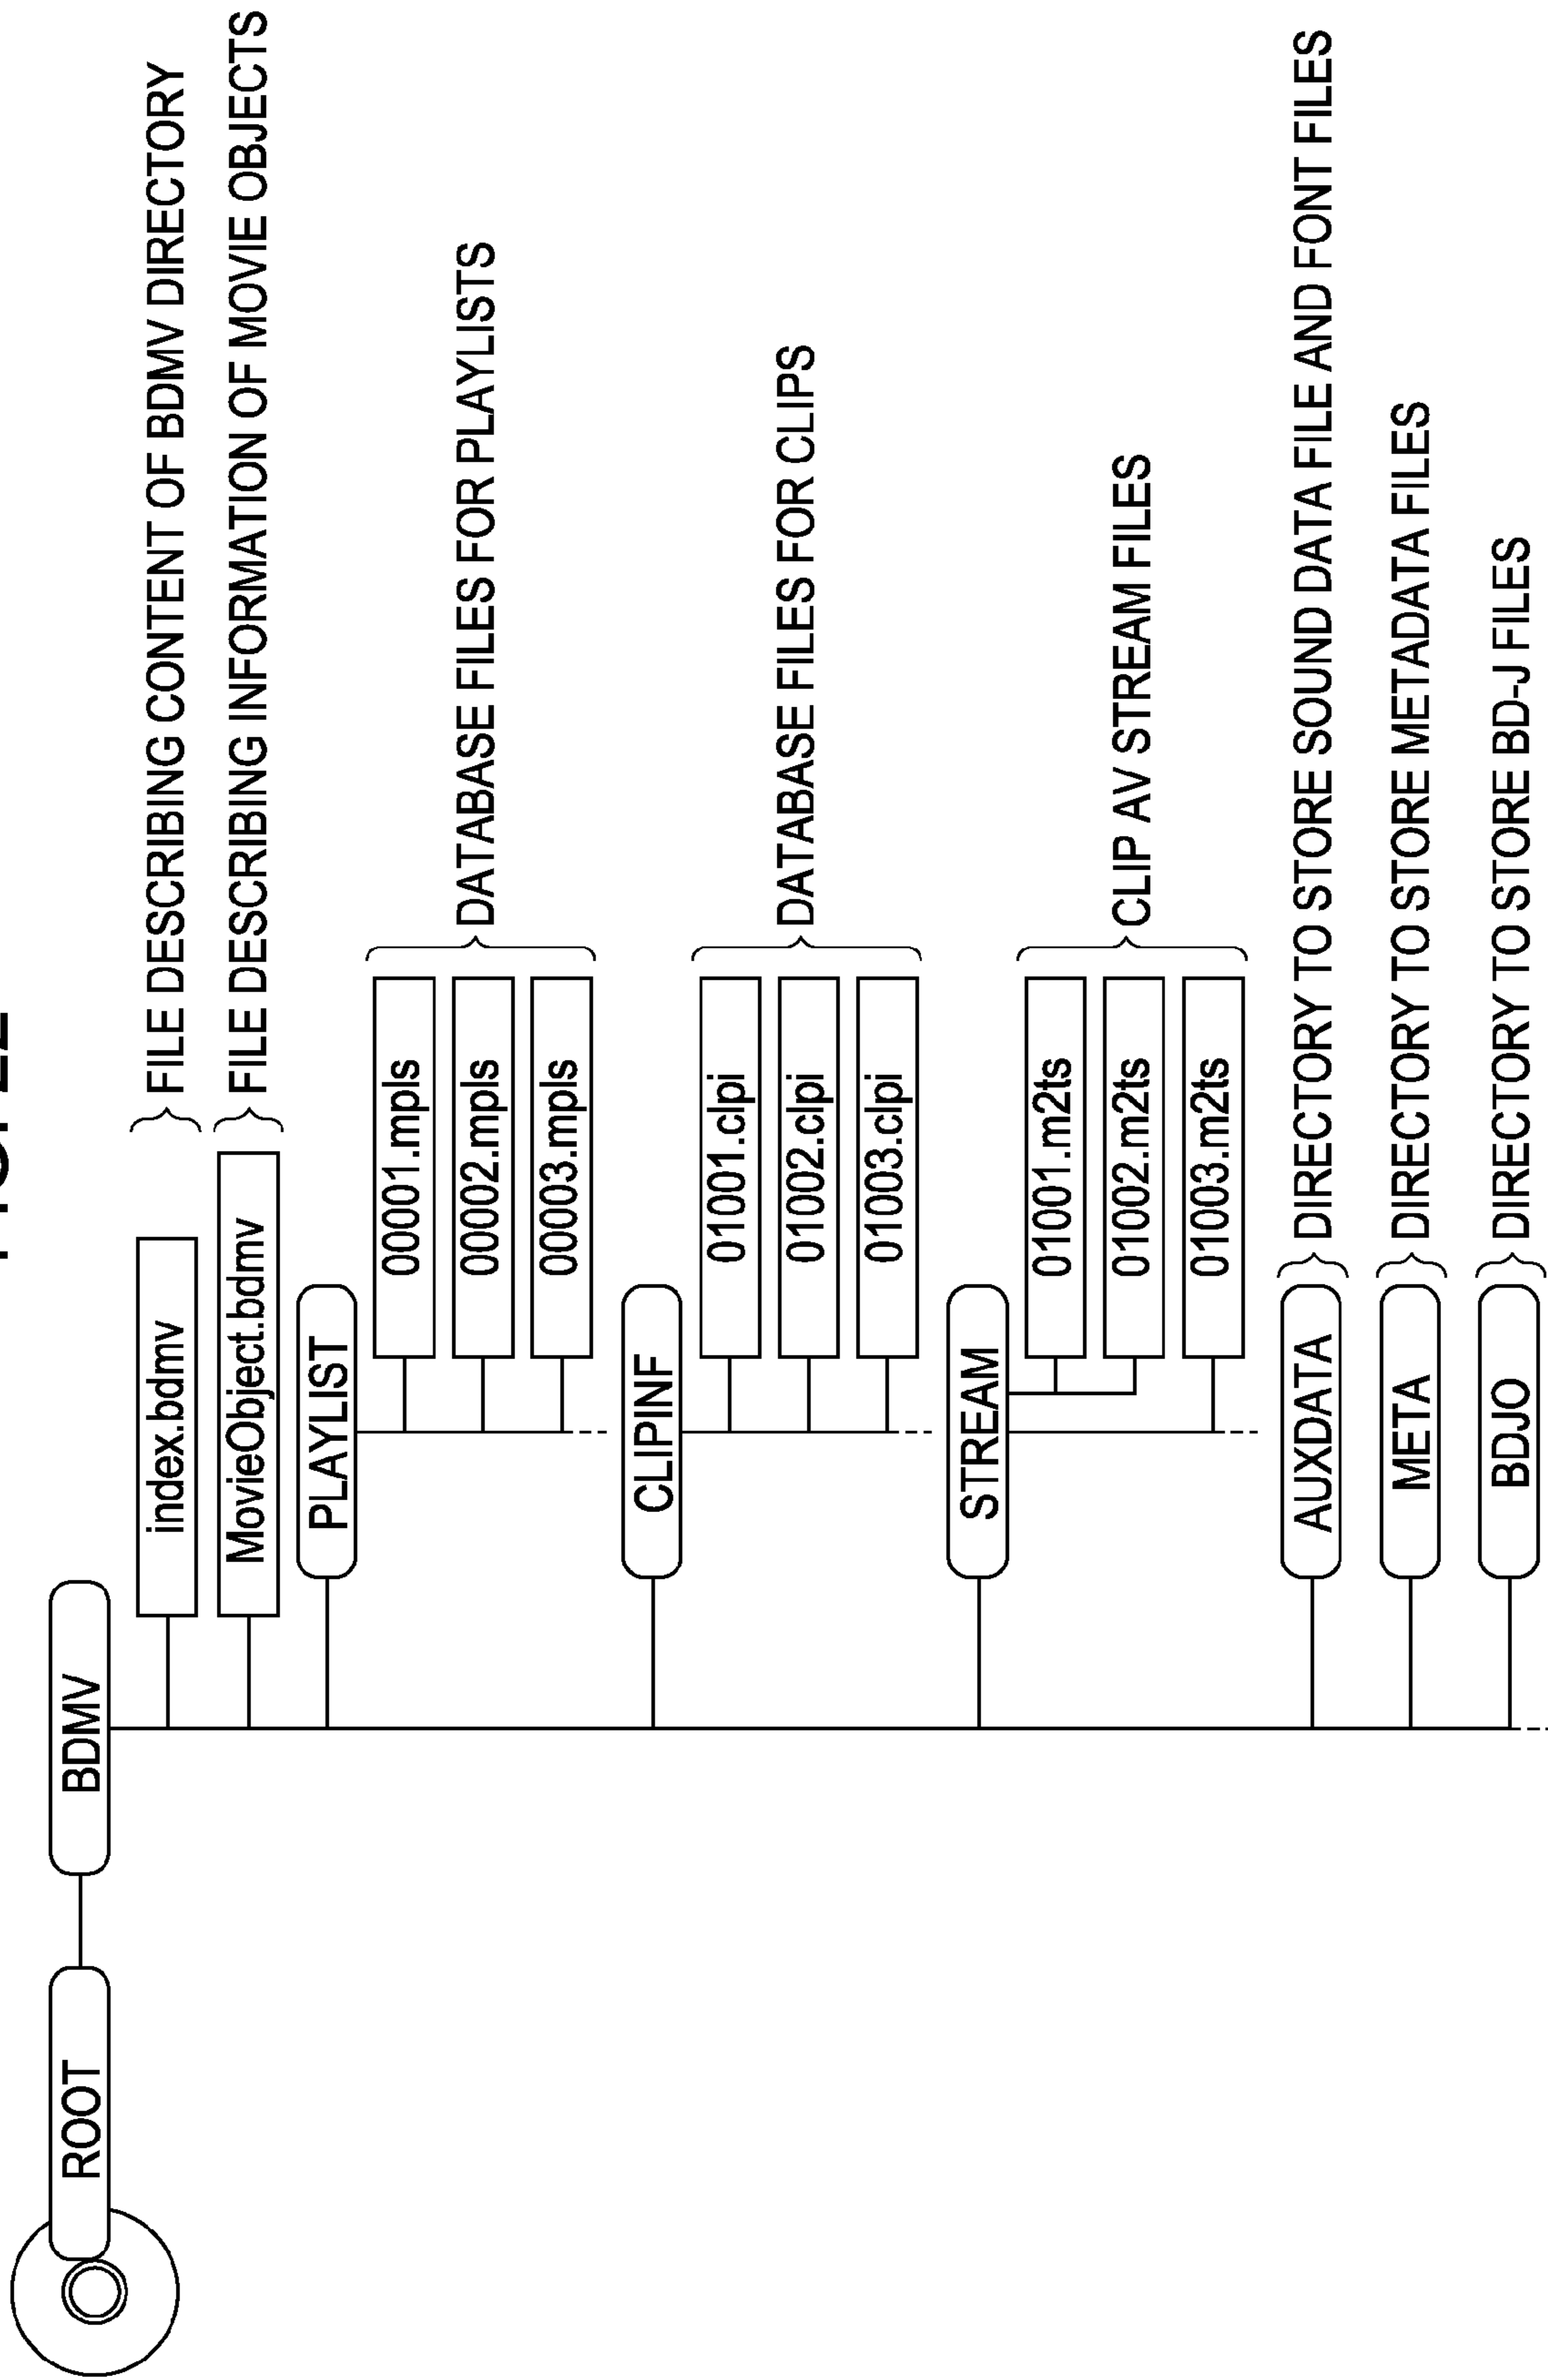 ROOT
BDMV
index.bdmv
FILE DESCRIBING CONTENT OF BDMV DIRECTORY
MovieObject.bdmv
FILE DESCRIBING INFORMATION OF MOVIE OBJECTS
PLAYLIST
00001.mpls
00002.mpls
00003.mpls
DATABASE FILES FOR PLAYLISTS
CLIPINF
01001.clpi
01002.clpi
01003.clpi
DATABASE FILES FOR CLIPS
STREAM
01001.m2ts
01002.m2ts
01003.m2ts
CLIP AV STREAM FILES
AUXDATA
DIRECTORY TO STORE SOUND DATA FILE AND FONT FILES
META
DIRECTORY TO STORE METADATA FILES
BDJO
DIRECTORY TO STORE BD-J FILES